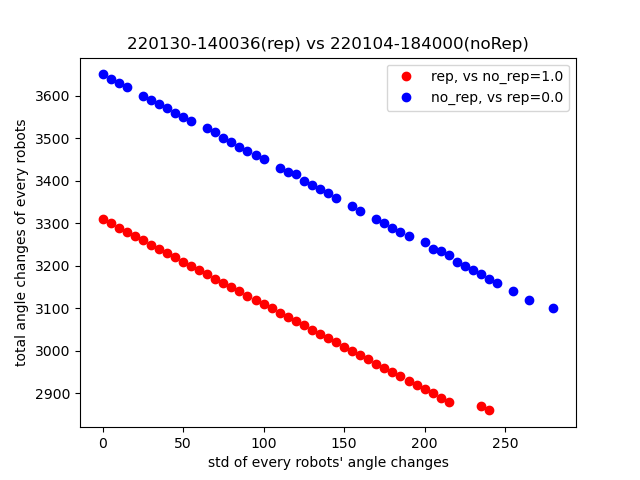 220130-140036(rep) vs 220104-184000(noRep)
rep, vs no_rep=1.0
no_rep, vs rep=0.0
total angle changes of every robots
3600
3500
3400
3300
3200
3100
3000
2900
0 50 100 150 200 250
std of every robots' angle changes